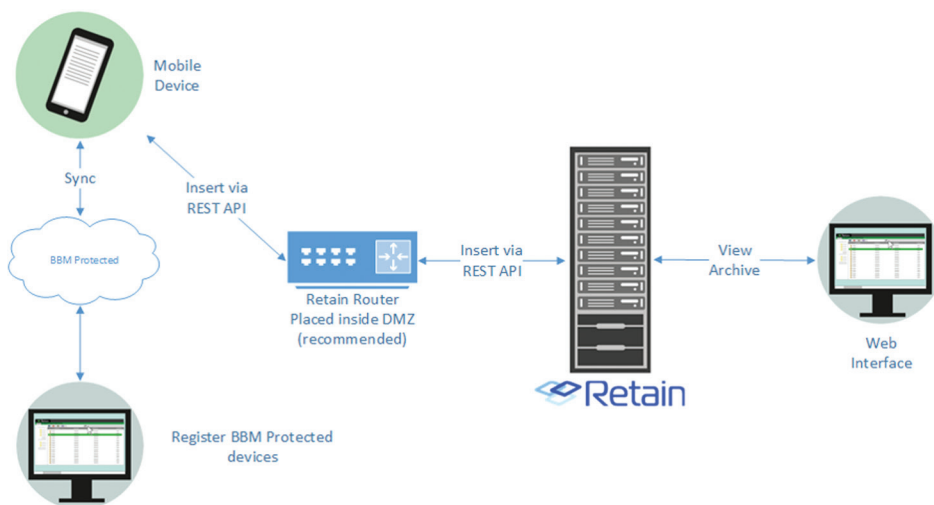 Mobile
Device
Sync
Insert via
REST API
BBM Protected
Retain Router
Placed inside DMZ
(recommended)
Insert via
REST API
View
Archive
Retain
Web
Interface
Register BBM Protected
devices